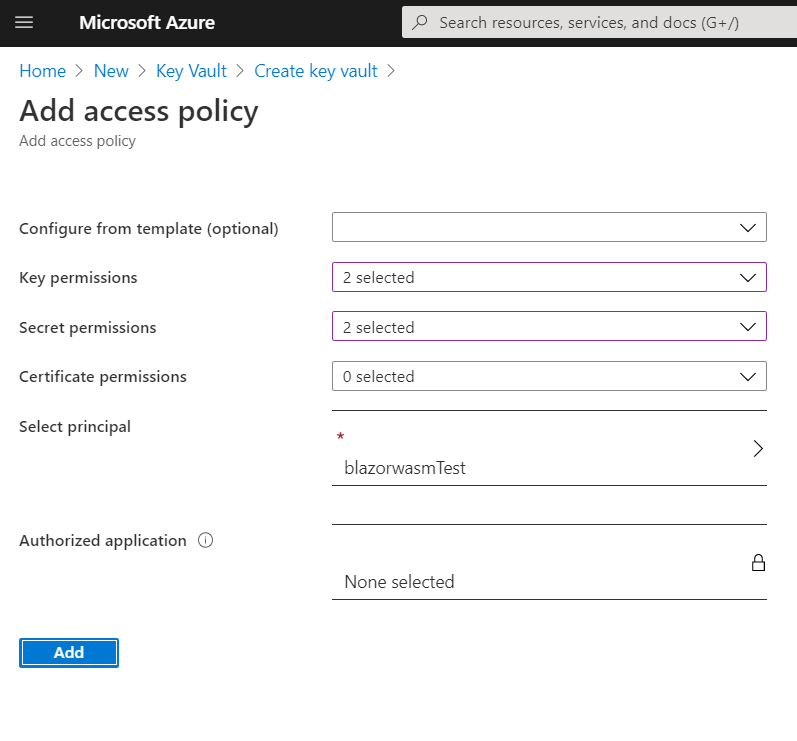 Microsoft Azure
Search resources, services, and docs (G+/)
Home > New > Key Vault > Create key vault >
Add access policy
Add access policy
Configure from template (optional)
Key permissions
2 selected
Secret permissions
2 selected
Certificate permissions
0 selected
Select principal
*
blazorwasmTest
Authorized application
None selected
Add